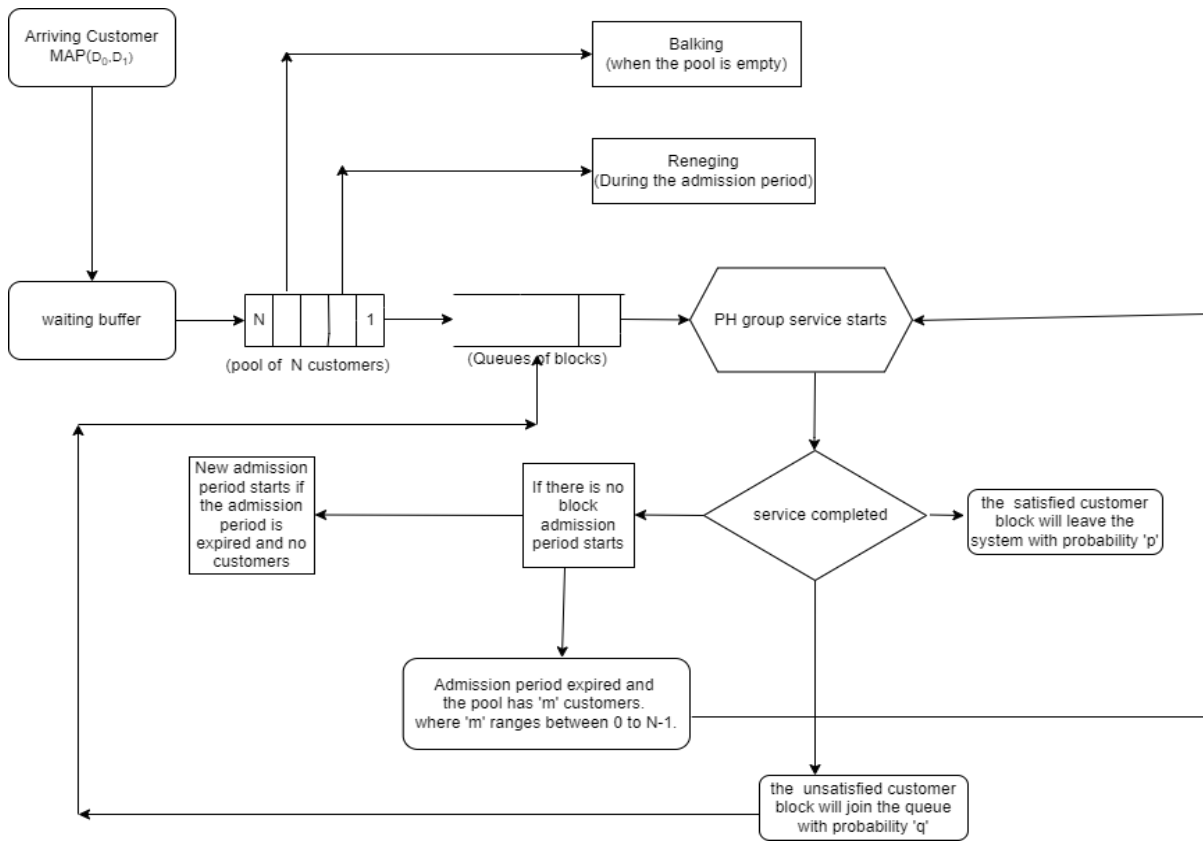 Arriving Customer
MAP(D₀.D₁)
Balking
(when the pool is empty)
Reneging
(During the admission period)
waiting buffer
N
1
(pool of N customers)
(Queues of blocks)
PH group service starts
New admission
period starts if
the admission
period is
expired and no
customers
If there is no
block
admission
period starts
service completed
the satisfied customer
block will leave the
system with probability 'p'
Admission period expired and
the pool has 'm' customers.
where 'm' ranges between 0 to N-1.
the unsatisfied customer
block will join the queue
with probability 'q'